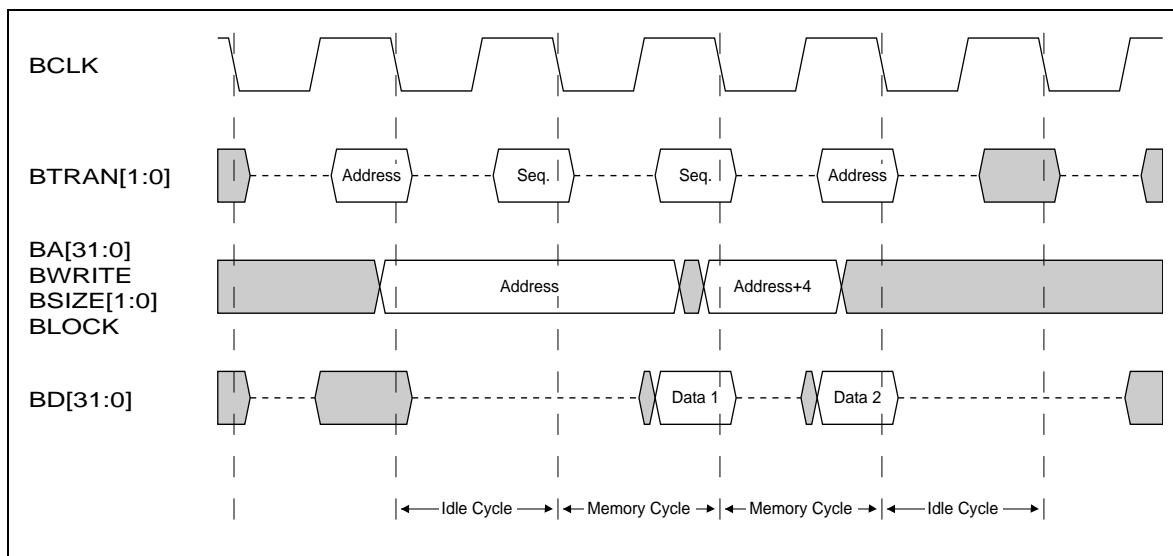 BCLK
BTRAN[1:0]
Address
Seq.
Seq.
Address
BA[31:0]
BWRITE
BSIZE[1:0]
BLOCK
Address
Address+4
BD[31:0]
Data 1
Data 2
Idle Cycle
Memory Cycle
Memory Cycle
Idle Cycle